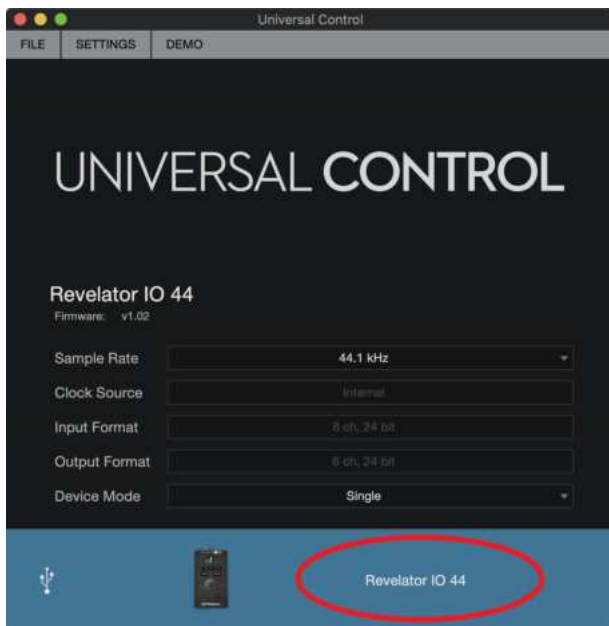 Universal Control
FILE SETTINGS DEMO
UNIVERSAL CONTROL
Revelator IO 44
Firmware: v1.02
Sample Rate 44.1 kHz
Clock Source Internal
Input Format 8 ch, 24 bit
Output Format 6 ch, 24 bit
Device Mode Single
Revelator IO 44